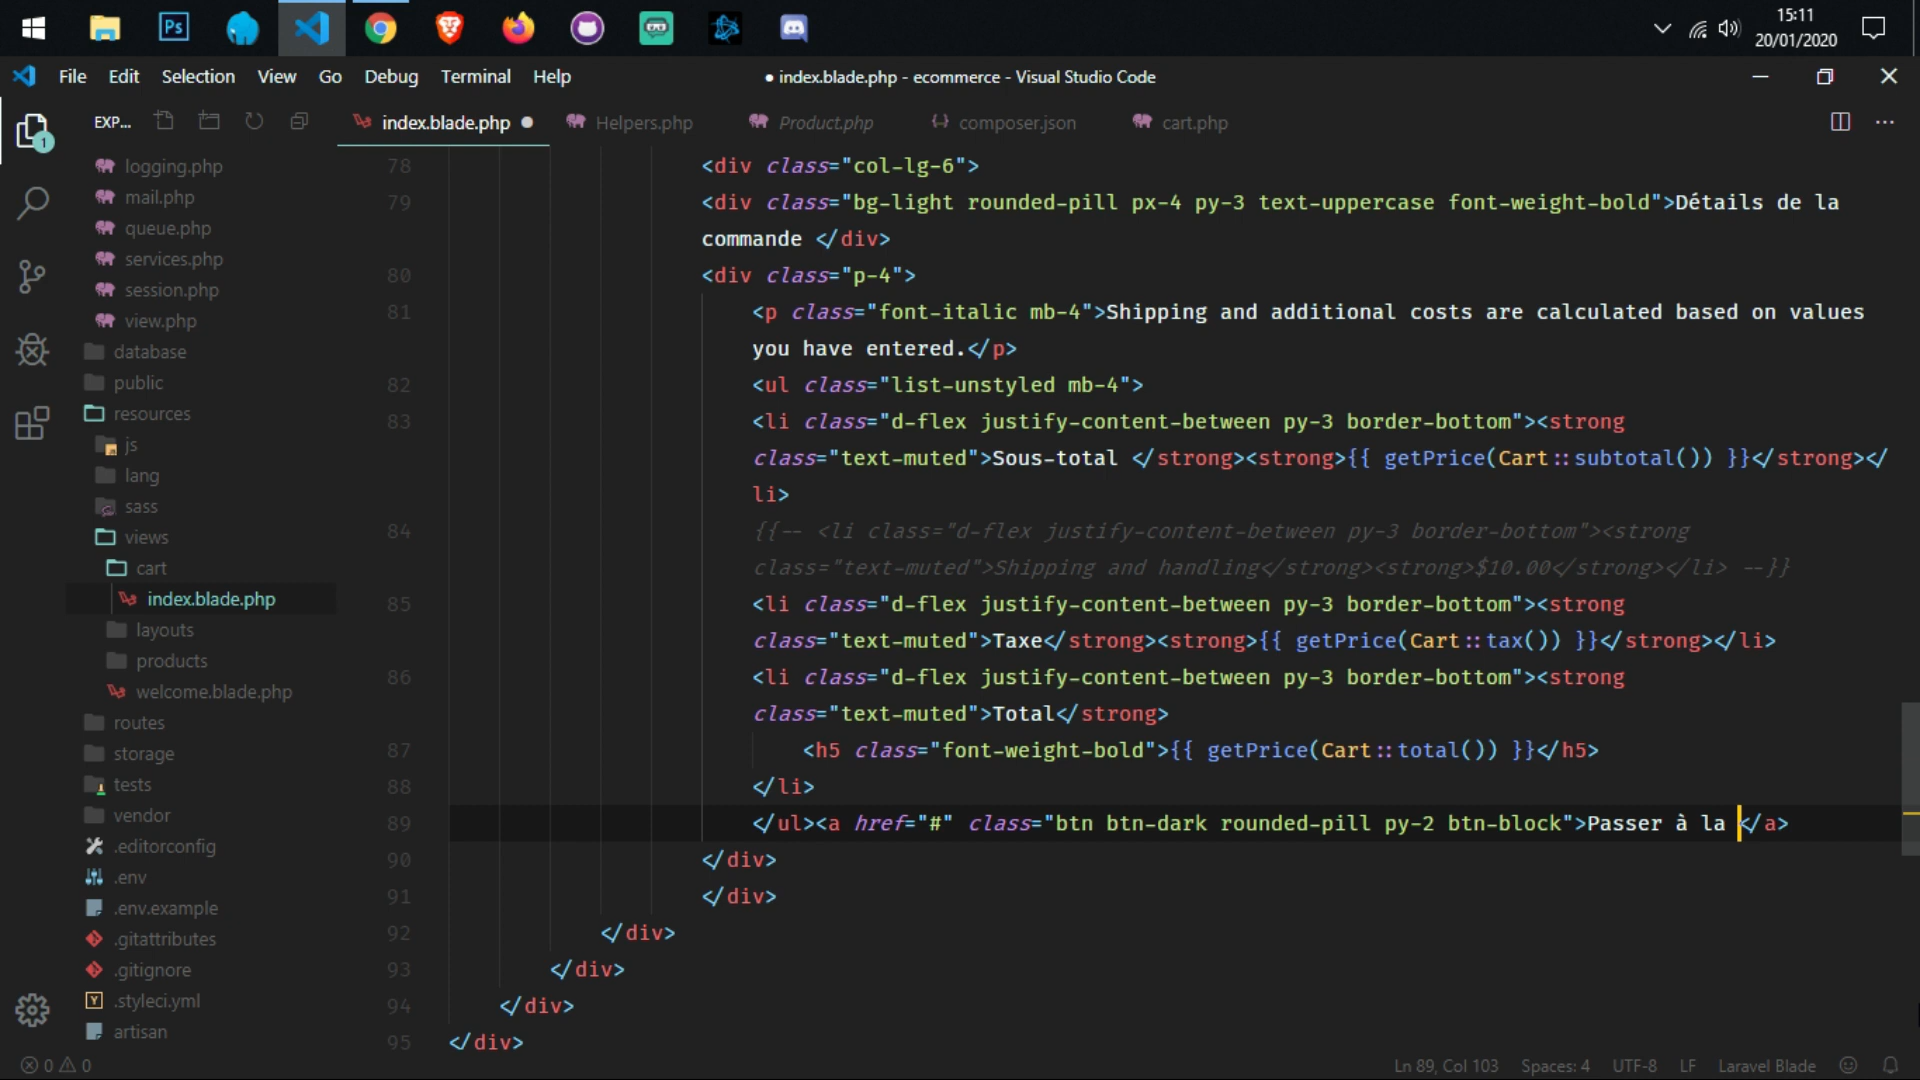 Ps
15:11
20/01/2020
File Edit Selection View Go Debug Terminal Help
● index.blade.php - ecommerce - Visual Studio Code
EXP...
index.blade.php ● Helpers.php Product.php composer.json cart.php
1
logging.php
mail.php
queue.php
services.php
session.php
view.php
database
public
resources
js
lang
sass
views
cart
index.blade.php
layouts
products
welcome.blade.php
routes
storage
tests
vendor
.editorconfig
.env
.env.example
.gitattributes
.gitignore
.styleci.yml
artisan
78 <div class="col-lg-6">
79 <div class="bg-light rounded-pill px-4 py-3 text-uppercase font-weight-bold">Détails de la
commande </div>
80 <div class="p-4">
81 <p class="font-italic mb-4">Shipping and additional costs are calculated based on values
you have entered.</p>
82 <ul class="list-unstyled mb-4">
83 <li class="d-flex justify-content-between py-3 border-bottom"><strong
class="text-muted">Sous-total </strong><strong>{{ getPrice(Cart::subtotal()) }}</strong></
li>
84 {{-- <li class="d-flex justify-content-between py-3 border-bottom"><strong
class="text-muted">Shipping and handling</strong><strong>$10.00</strong></li> --}}
85 <li class="d-flex justify-content-between py-3 border-bottom"><strong
class="text-muted">Taxe</strong><strong>{{ getPrice(Cart::tax()) }}</strong></li>
86 <li class="d-flex justify-content-between py-3 border-bottom"><strong
class="text-muted">Total</strong>
87 <h5 class="font-weight-bold">{{ getPrice(Cart::total()) }}</h5>
88 </li>
89 </ul><a href="#" class="btn btn-dark rounded-pill py-2 btn-block">Passer à la </a>
90 </div>
91 </div>
92 </div>
93 </div>
94 </div>
95 </div>
0 0
Ln 89, Col 103 Spaces: 4 UTF-8 LF Laravel Blade